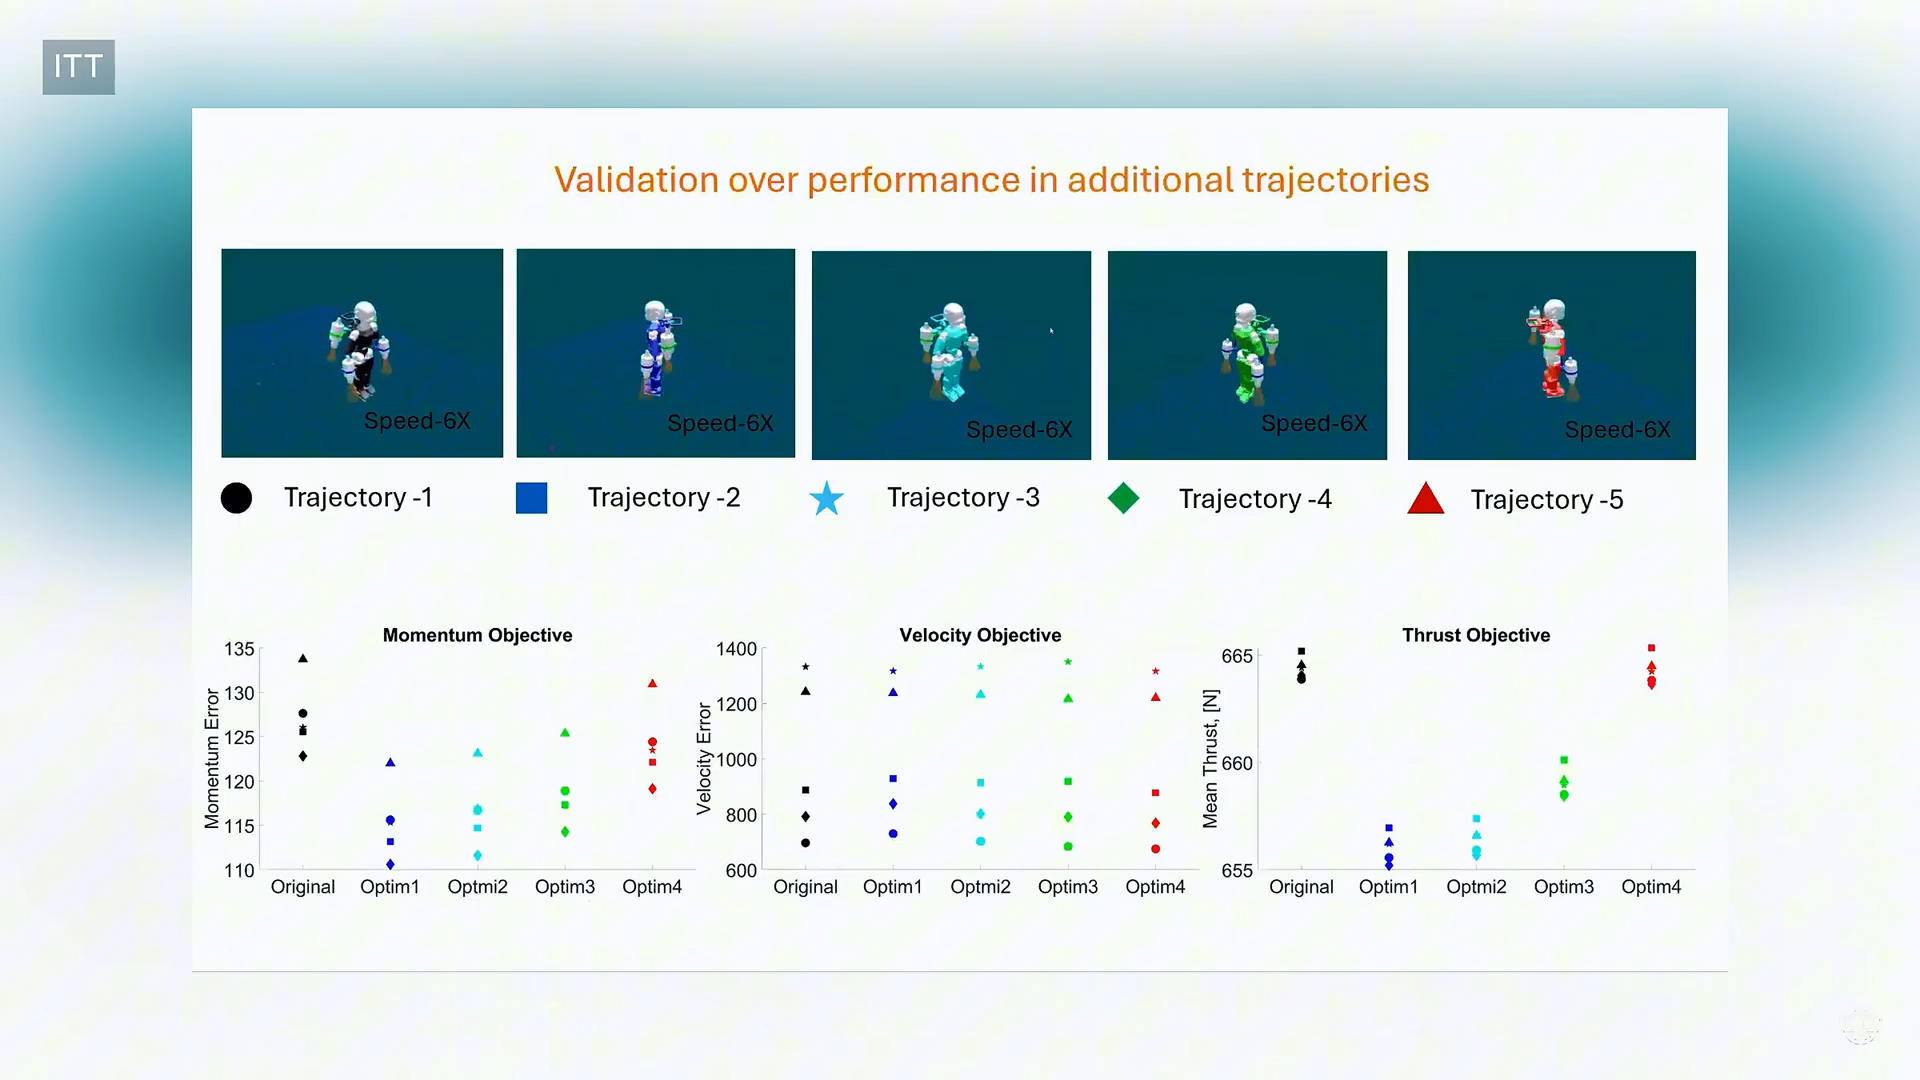 ITT
Validation over performance in additional trajectories
Speed-6X
Speed-6X
Speed-6X
Speed-6X
Speed-6X
Trajectory -1
Trajectory -2
Trajectory -3
Trajectory -4
Trajectory -5
Momentum Objective
Momentum Error
135
130
125
120
115
110
Original
Optim1
Optmi2
Optim3
Optim4
Velocity Objective
Velocity Error
1400
1200
1000
800
600
Original
Optim1
Optmi2
Optim3
Optim4
Thrust Objective
Mean Thrust, [N]
665
660
655
Original
Optim1
Optmi2
Optim3
Optim4